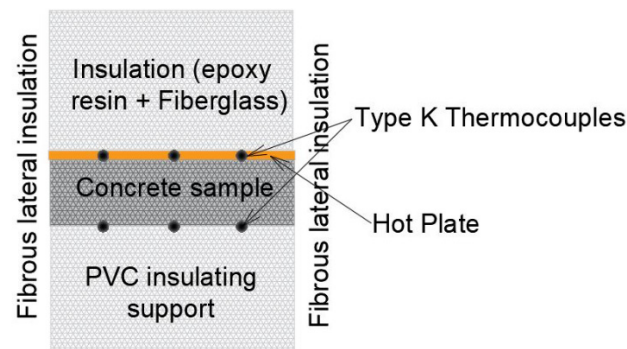 Fibrous lateral insulation
Insulation (epoxy
resin + Fiberglass)
Type K Thermocouples
Concrete sample
Hot Plate
PVC insulating
support
Fibrous lateral insulation